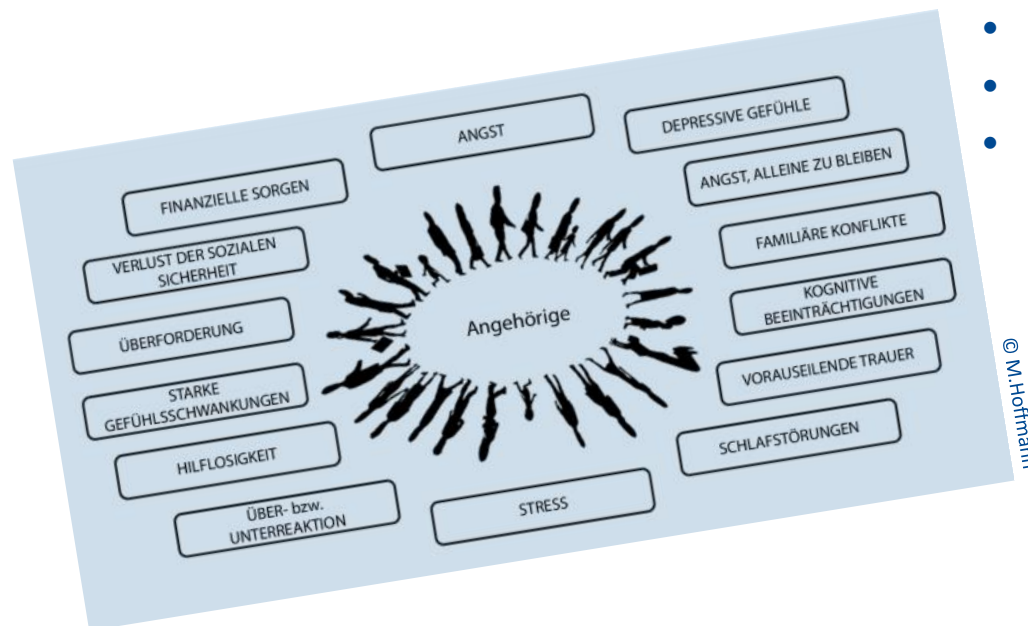 ANGST
DEPRESSIVE GEFÜHLE
ANGST, ALLEINE ZU BLEIBEN
FAMILIÄRE KONFLIKTE
KOGNITIVE
BEEINTRÄCHTIGUNGEN
VORAUSEILENDE TRAUER
SCHLAFSTÖRUNGEN
STRESS
ÜBER- bzw.
UNTERREAKTION
HILFLOSIGKEIT
STARKE
GEFÜHLSSCHWANKUNGEN
ÜBERFORDERUNG
VERLUST DER SOZIALEN
SICHERHEIT
FINANZIELLE SORGEN
Angehörige
© M.Hoffmann